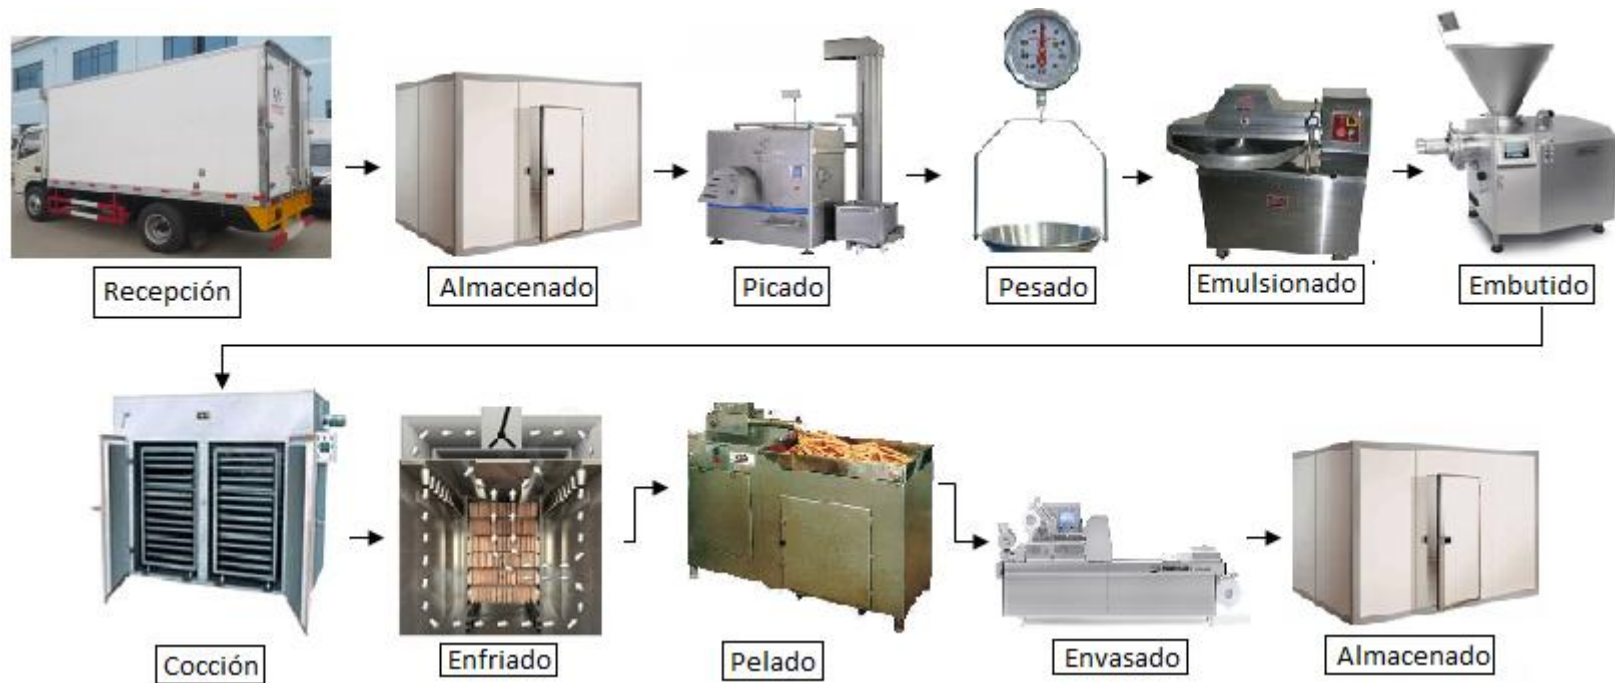 Recepción
Almacenado
Picado
Pesado
Emulsionado
Embutido
Cocción
Enfriado
Pelado
Envasado
Almacenado